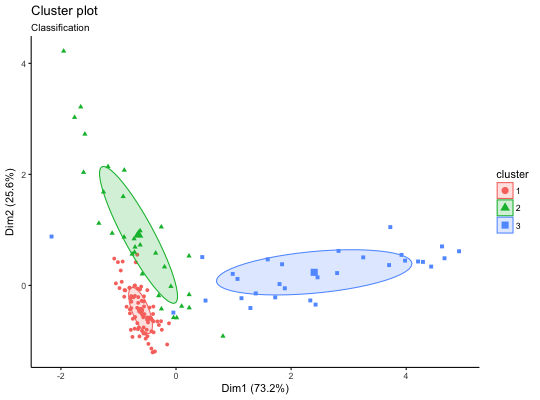 Cluster plot
Classification
4
2
0
-2
0
2
4
Dim1 (73.2%)
Dim2 (25.6%)
cluster
1
2
3